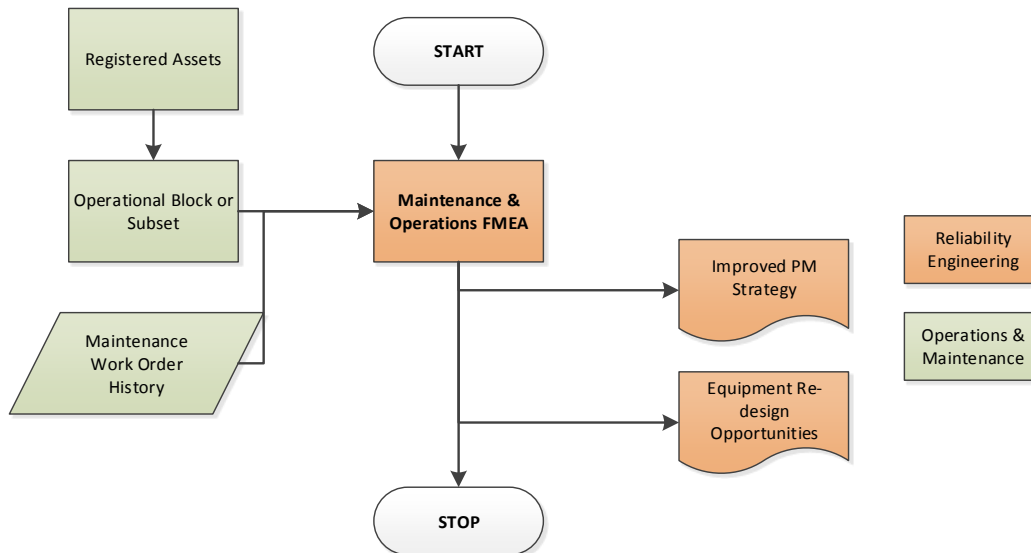 Registered Assets
START
Operational Block or
Subset
Maintenance &
Operations FMEA
Reliability
Engineering
Improved PM
Strategy
Maintenance
Work Order
History
Operations &
Maintenance
Equipment Re-
design
Opportunities
STOP